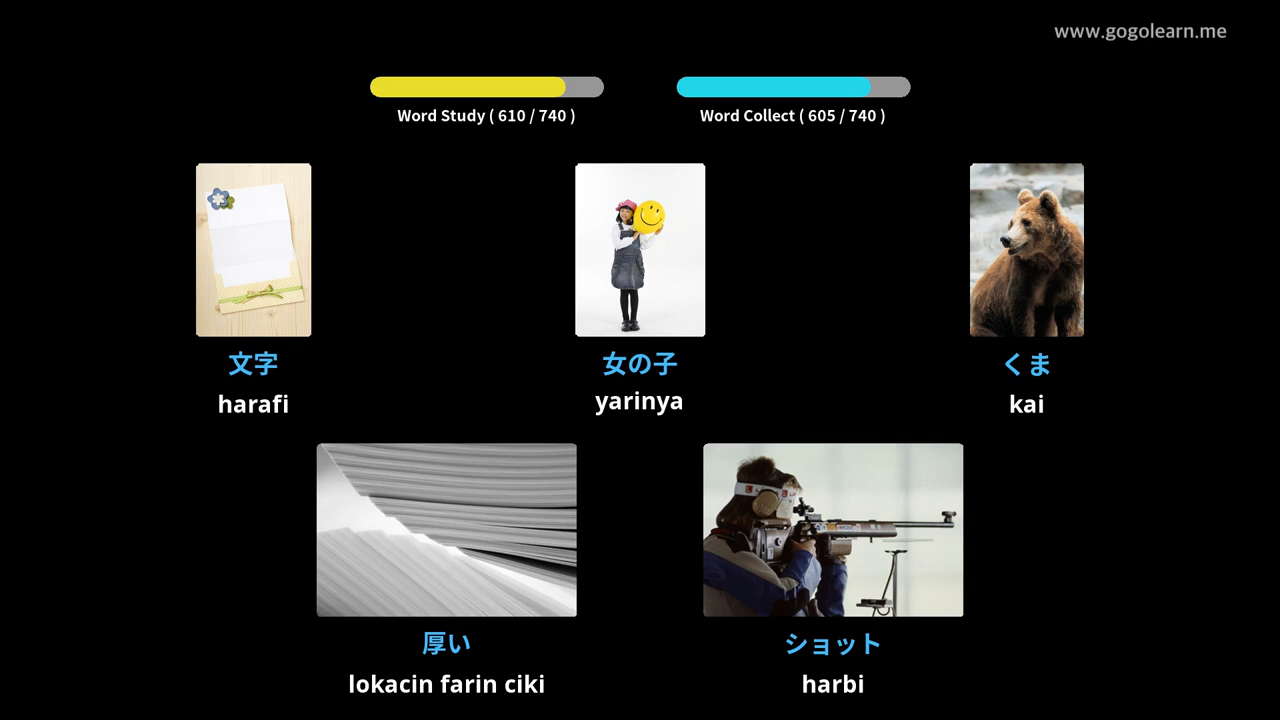 www.gogolearn.me
Word Study ( 610 / 740 )
Word Collect ( 605 / 740 )
文字
harafi
女の子
yarinya
くま
kai
厚い
lokacin farin ciki
ショット
harbi